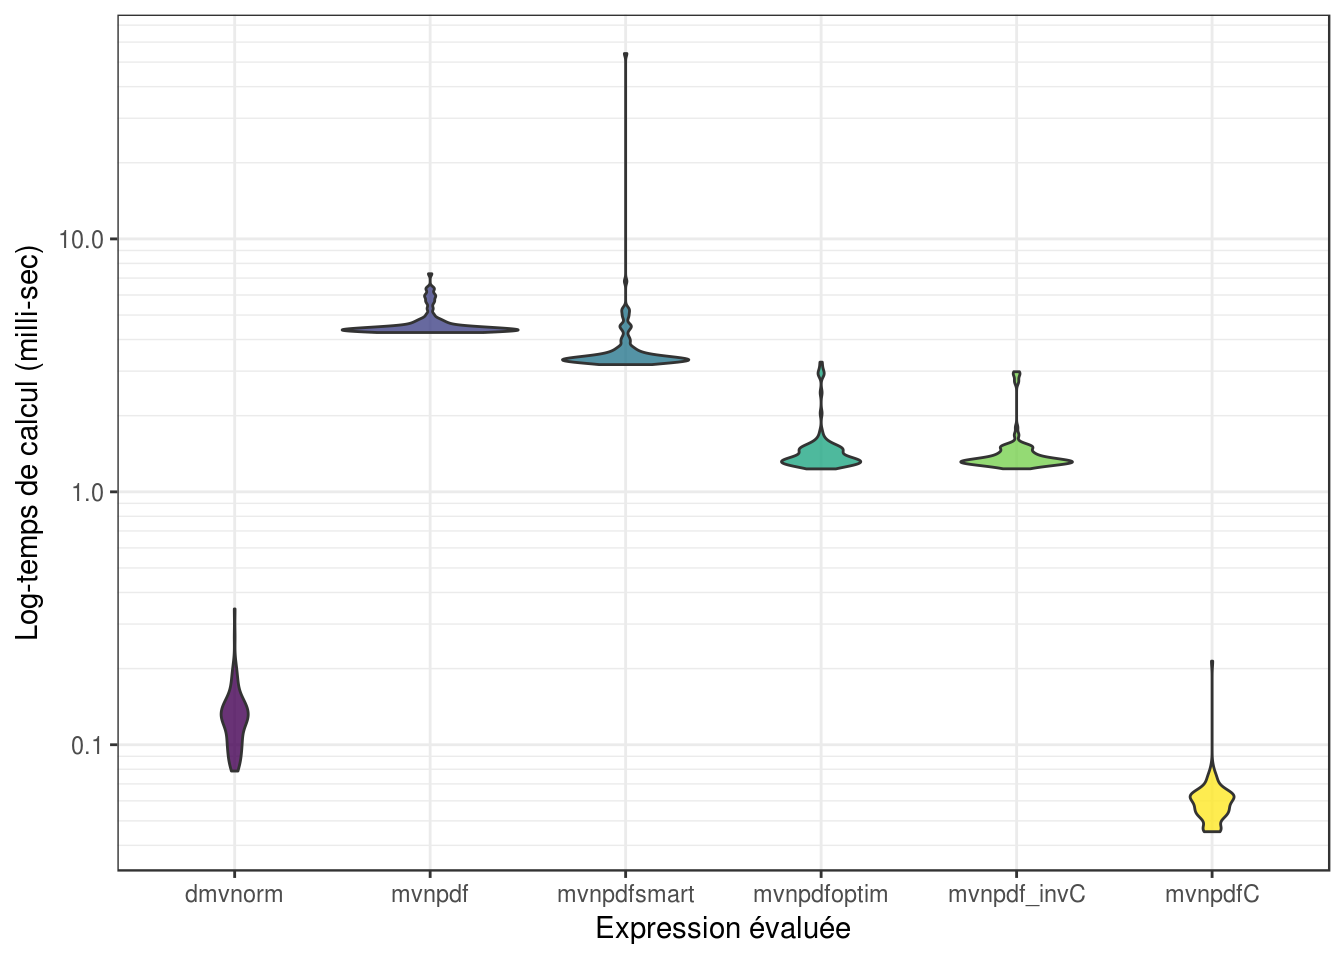 Log-temps de calcul (milli-sec)
10.0
1.0
0.1
dmvnorm mvnpdf mvnpdfsmart mvnpdfoptim mvnpdf_invC mvnpdfC
Expression évaluée